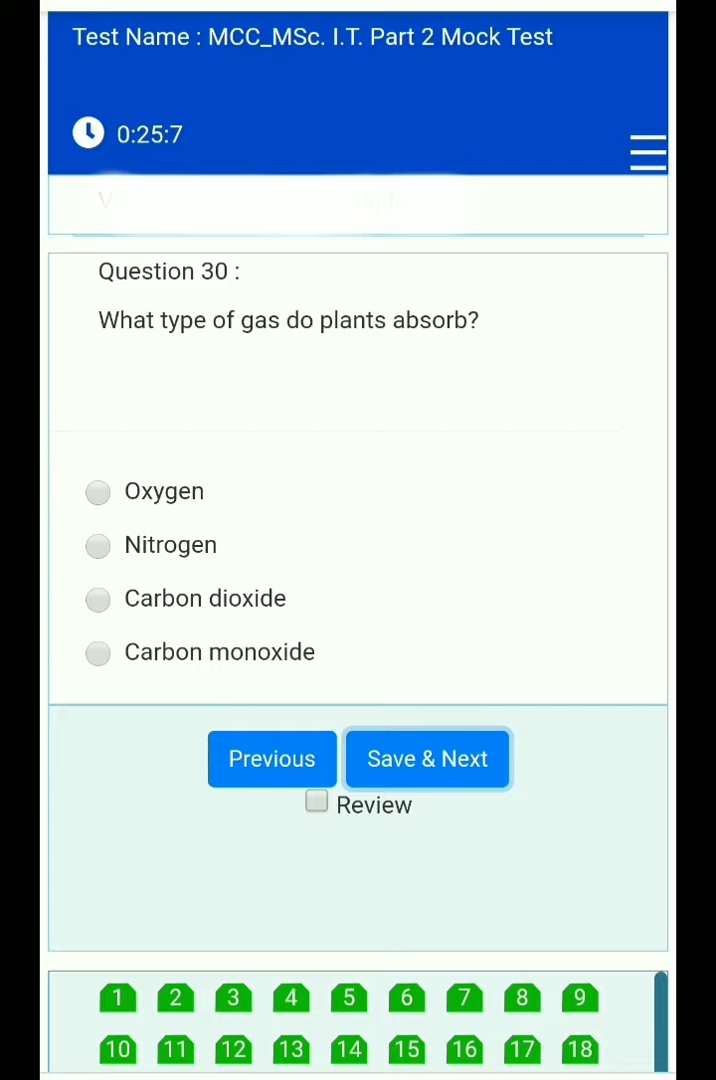 Test Name : MCC_MSc. I.T. Part 2 Mock Test
0:25:7
Question 30 :
What type of gas do plants absorb?
Oxygen
Nitrogen
Carbon dioxide
Carbon monoxide
Previous Save & Next
Review
1 2 3 4 5 6 7 8 9
10 11 12 13 14 15 16 17 18